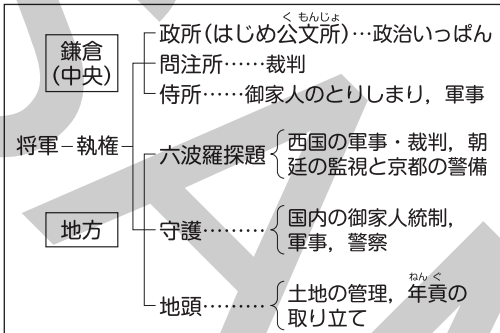 鎌倉
(中央)
政所(はじめ公文所)…政治いっぱん
くもんじょ
問注所……裁判
侍所……御家人のとりしまり，軍事
将軍－執権
六波羅探題
西国の軍事・裁判，朝
廷の監視と京都の警備
地方
守護………
国内の御家人統制，
軍事，警察
地頭………
土地の管理，年貢の
ねんぐ
取り立て